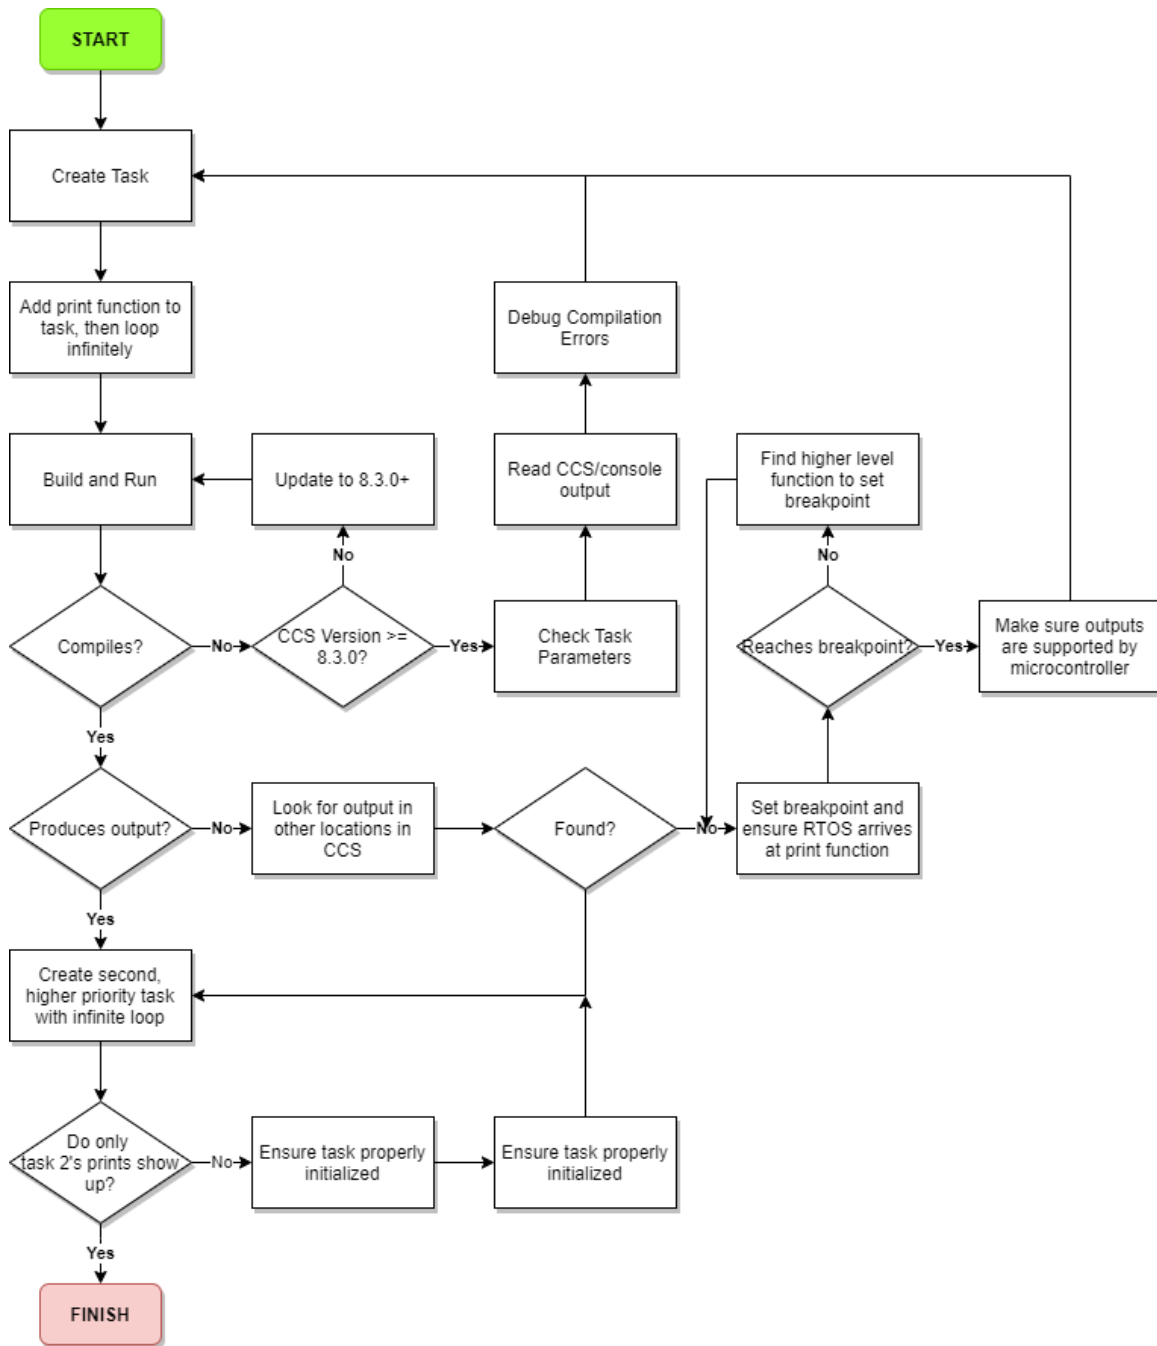 START
Create Task
Add print function to
task, then loop
infinitely
Debug Compilation
Errors
Build and Run
Update to 8.3.0+
Read CCS/console
output
Find higher level
function to set
breakpoint
No
No
Compiles?
No
CCS Version >=
8.3.0?
Yes
Check Task
Parameters
Reaches breakpoint?
Yes
Make sure outputs
are supported by
microcontroller
Yes
Produces output?
No
Look for output in
other locations in
CCS
Found?
No
Set breakpoint and
ensure RTOS arrives
at print function
Yes
Create second,
higher priority task
with infinite loop
Do only
task 2's prints show
up?
No
Ensure task properly
initialized
Ensure task properly
initialized
Yes
FINISH